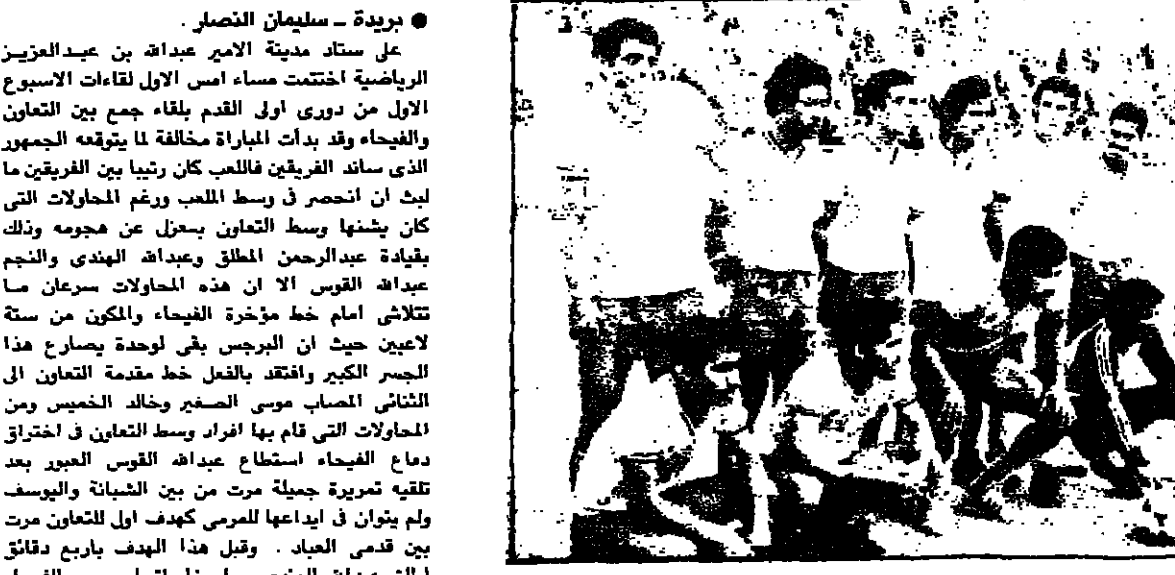 ● بريدة ـ سليمان النصار .
على ستاد مدينة الامير عبدالله بن عبدالعزيز
الرياضية اختتمت مساء امس الاول لقاءات الاسبوع
الاول من دورى اولى القدم بلقاء جمع بين التعاون
والفيحاء وقد بدأت المباراة مخالفة لما يتوقعه الجمهور
الذى ساند الفريقين فاللعب كان رتيبا بين الفريقين ما
لبث ان انحصر فى وسط الملعب ورغم المحاولات التى
كان يشنها وسط التعاون بمعزل عن هجومه وذلك
بقيادة عبدالرحمن المطلق وعبدالله الهندى والنجم
عبدالله القوس ألا ان هذه المحاولات سرعان ما
تتلاشى امام خط مؤخرة الفيحاء والمكون من ستة
لاعبين حيث ان البرجس بقى لوحدة يصارع هذا
الجسر الكبير وافتقد بالفعل خط مقدمة التعاون الى
الثنائى المصاب موسى الصغير وخالد الخميس ومن
المحاولات التى قام بها افراد وسط التعاون فى اختراق
دماع الفيحاء استطاع عبدالله القوس العبور بعد
تلقيه تمريرة جميلة مرت من بين الشبانة واليوسف
ولم يتوان فى ايداعها للمرمى كهدف اول للتعاون مرت
بين قدمى العباد . وقبل هذا الهدف باربع دقائق